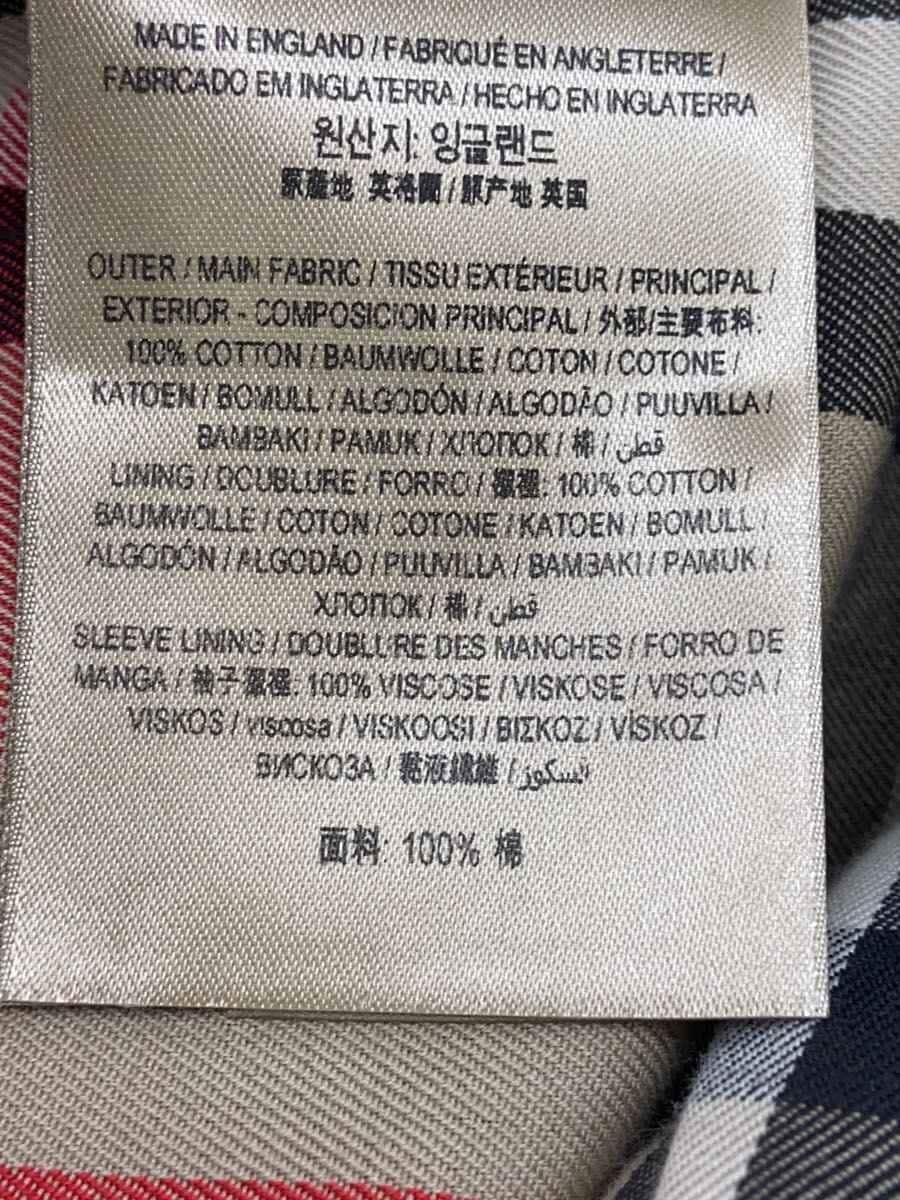 MADE IN ENGLAND / FABRIQUÉ EN ANGLETERRE /
FABRICADO EM INGLATERRA / HECHO EN INGLATERRA
원산지: 잉글랜드
原產地 英格蘭 / 原产地 英国
OUTER / MAIN FABRIC / TISSU EXTÉRIEUR / PRINCIPAL /
EXTERIOR - COMPOSICION PRINCIPAL / 外部/主要布料:
100% COTTON / BAUMWOLLE / COTON / COTONE /
KATOEN / BOMULL / ALGODÓN / ALGODÃO / PUUVILLA /
BAMBAKI / PAMUK / ХЛОПОК / 棉 / قطن
LINING / DOUBLURE / FORRO / 內裡: 100% COTTON /
BAUMWOLLE / COTON / COTONE / KATOEN / BOMULL /
ALGODÓN / ALGODÃO / PUUVILLA / BAMBAKI / PAMUK /
ХЛОПОК / 棉 / قطن
SLEEVE LINING / DOUBLURE DES MANCHES / FORRO DE
MANGA / 袖子內裡: 100% VISCOSE / VISKOSE / VISCOSA /
VISKOS / viscosa / VISKOOSI / ΒΙΣΚΟΖ / VİSKOZ /
ВИСКОЗА / 黏液纖維 / فسكوز
面料: 100% 棉